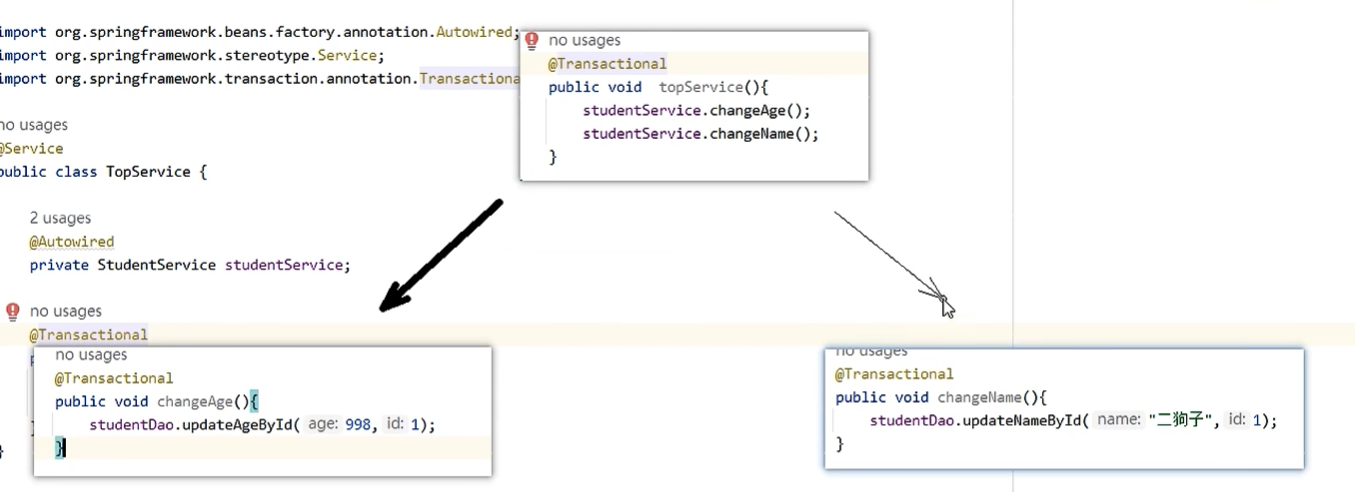 import org.springframework.beans.factory.annotation.Autowired;
import org.springframework.stereotype.Service;
import org.springframework.transaction.annotation.Transactiona
no usages
@Service
public class TopService {
2 usages
@Autowired
private StudentService studentService;
no usages
@Transactional
}
no usages
@Transactional
public void topService(){
studentService.changeAge();
studentService.changeName();
}
no usages
@Transactional
public void changeAge(){
studentDao.updateAgeById( age: 998, id: 1);
}
no usages
@Transactional
public void changeName(){
studentDao.updateNameById( name: "二狗子", id: 1);
}